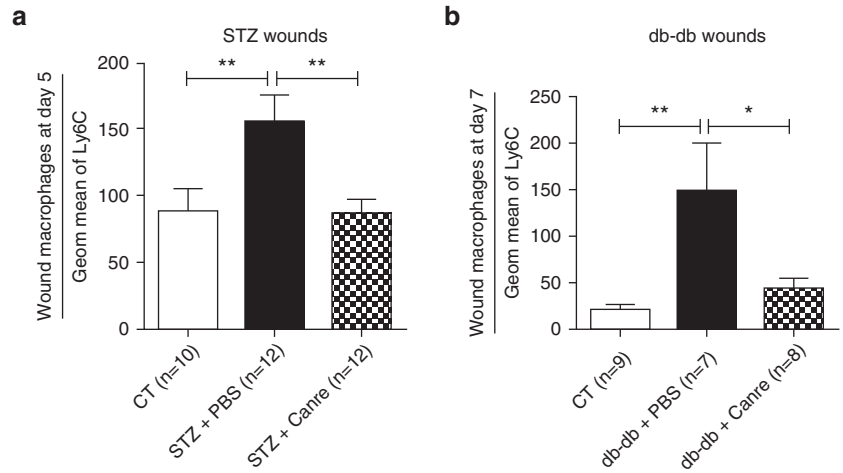 a
STZ wounds
Wound macrophages at day 5
Geom mean of Ly6C
200
150
100
50
0
** **
CT (n=10)
STZ + PBS (n=12)
STZ + Canre (n=12)
b
db-db wounds
Wound macrophages at day 7
Geom mean of Ly6C
250
200
150
100
50
0
** *
CT (n=9)
db-db + PBS (n=7)
db-db + Canre (n=8)